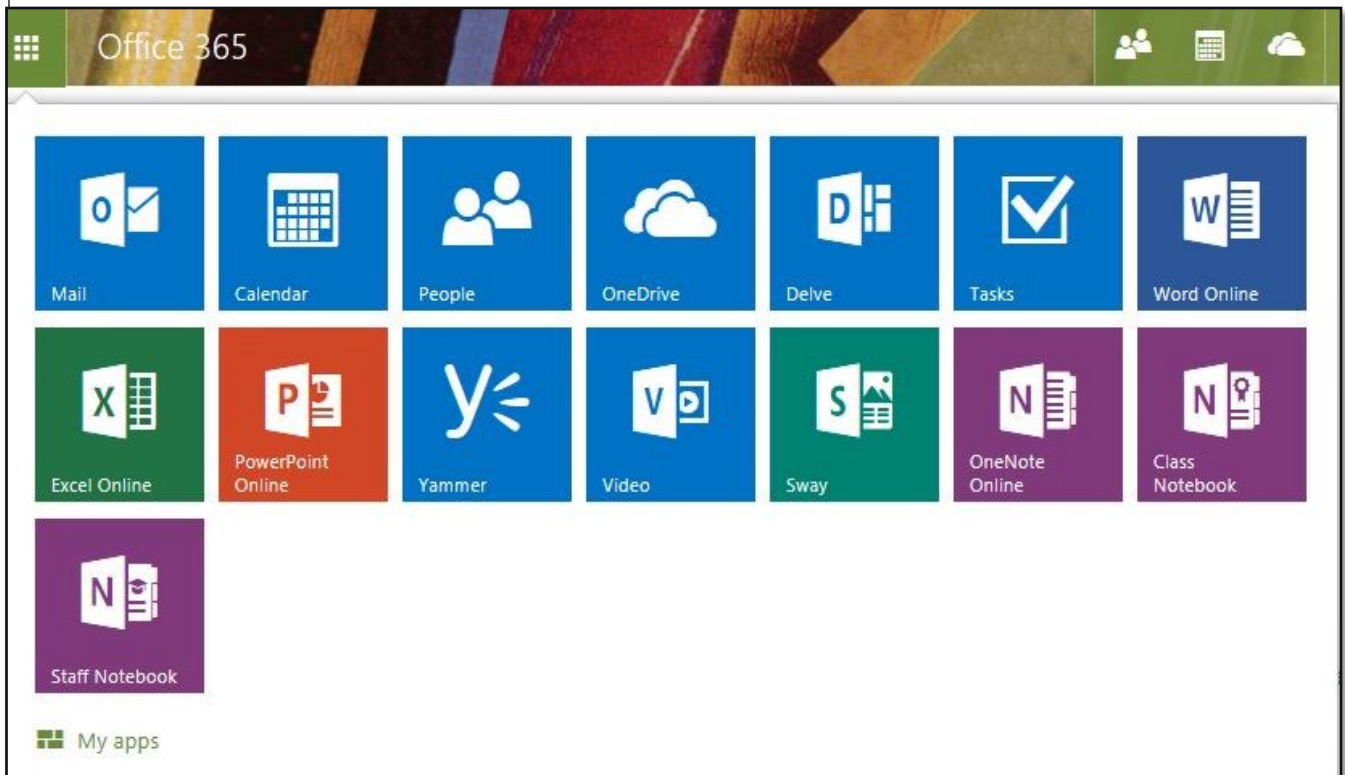 Office 365
O
D
W
Mail
Calendar
People
OneDrive
Delve
Tasks
Word Online
X
P
y
V
S
N
N
Excel Online
PowerPoint
Online
Yammer
Video
Sway
OneNote
Online
Class
Notebook
N
Staff Notebook
My apps